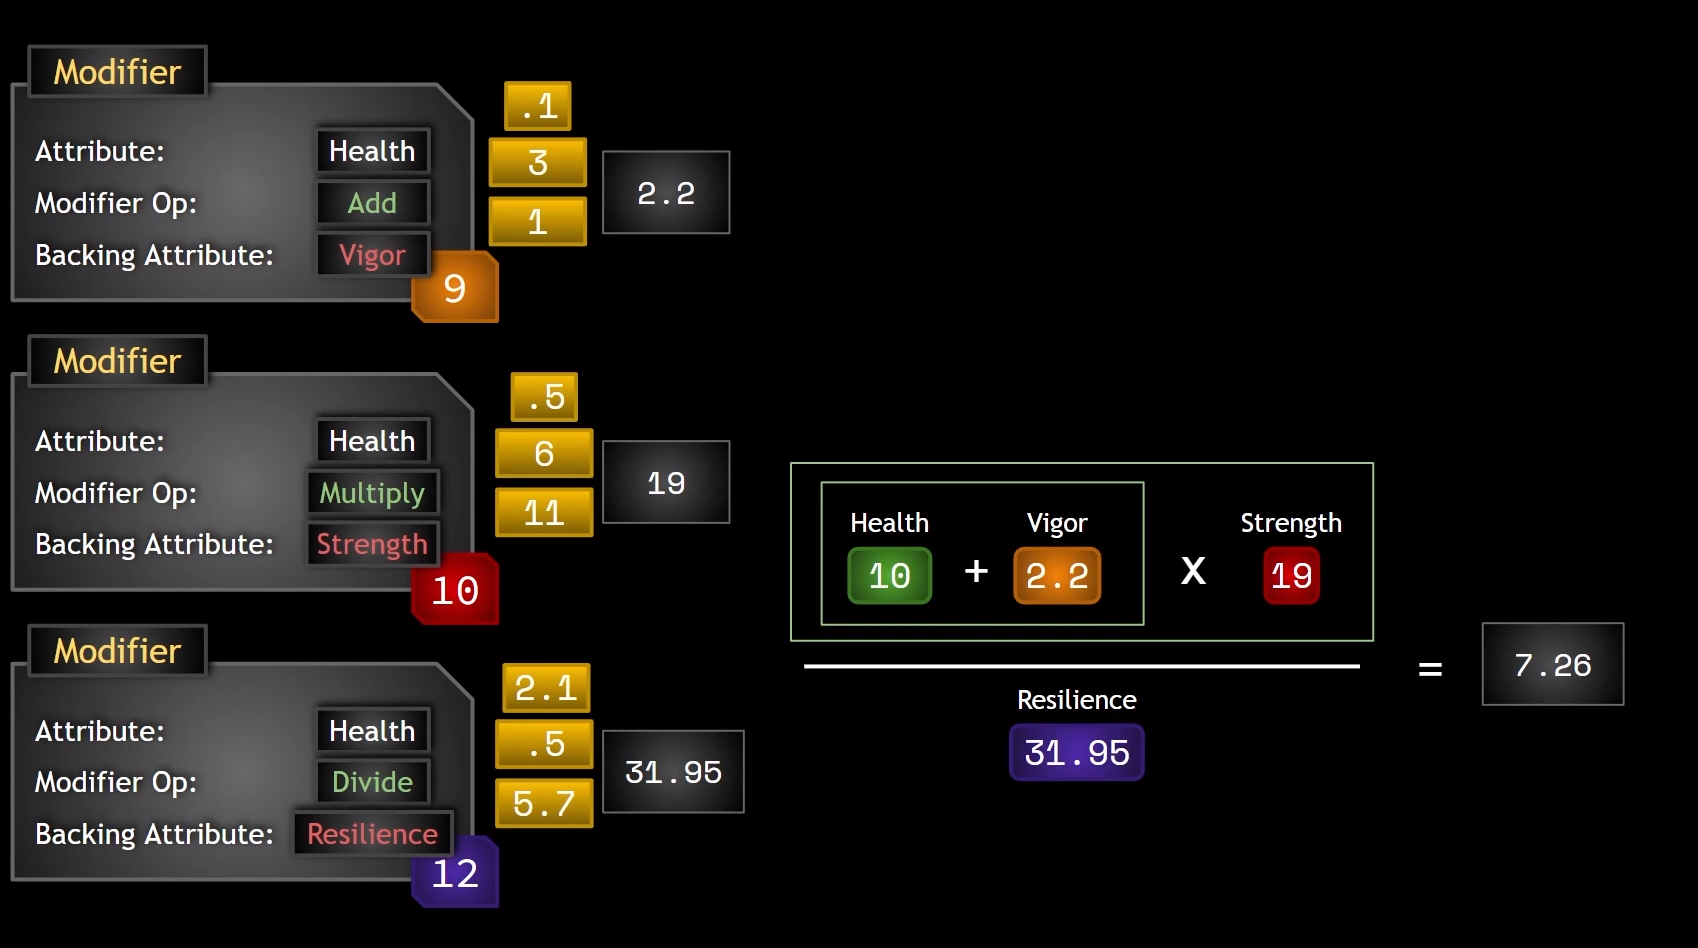 Modifier
Attribute: Health
Modifier Op: Add
Backing Attribute: Vigor
9
.1
3
1
2.2
Modifier
Attribute: Health
Modifier Op: Multiply
Backing Attribute: Strength
10
.5
6
11
19
Modifier
Attribute: Health
Modifier Op: Divide
Backing Attribute: Resilience
12
2.1
.5
5.7
31.95
Health Vigor Strength
10 + 2.2 X 19
Resilience
31.95
= 7.26